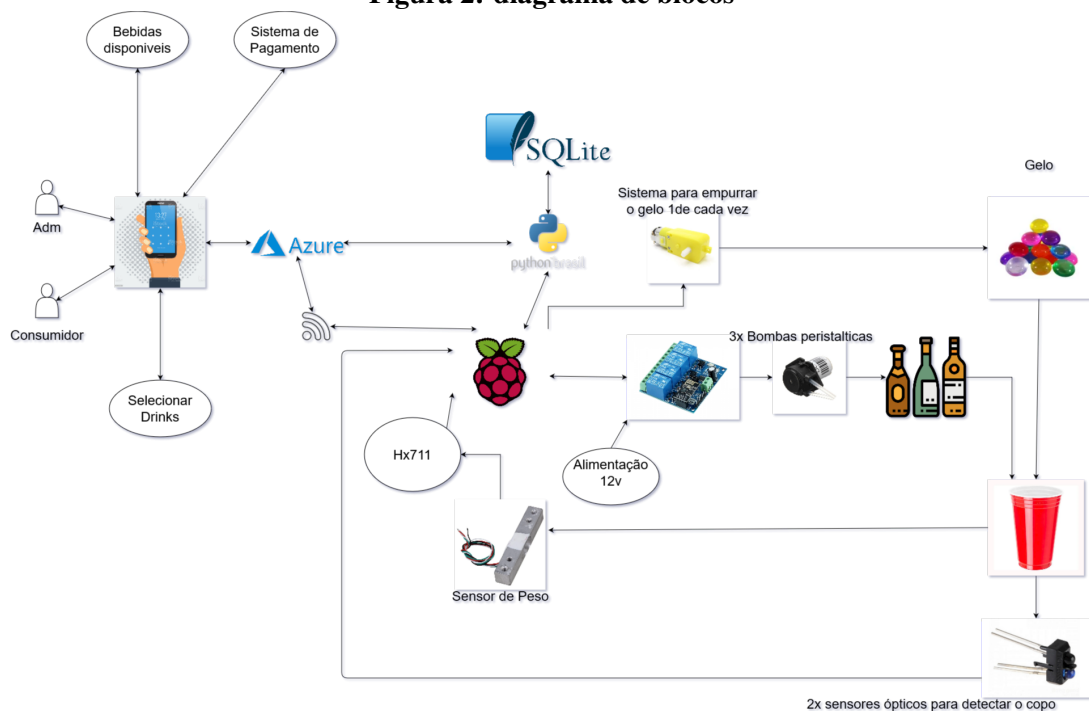 Figura 2: diagrama de blocos
Bebidas
disponiveis
Sistema de
Pagamento
SQLite
Gelo
Sistema para empurrar
o gelo 1de cada vez
Adm
Azure
python brasil
Consumidor
3x Bombas peristalticas
Selecionar
Drinks
Hx711
Alimentação
12v
Sensor de Peso
2x sensores ópticos para detectar o copo